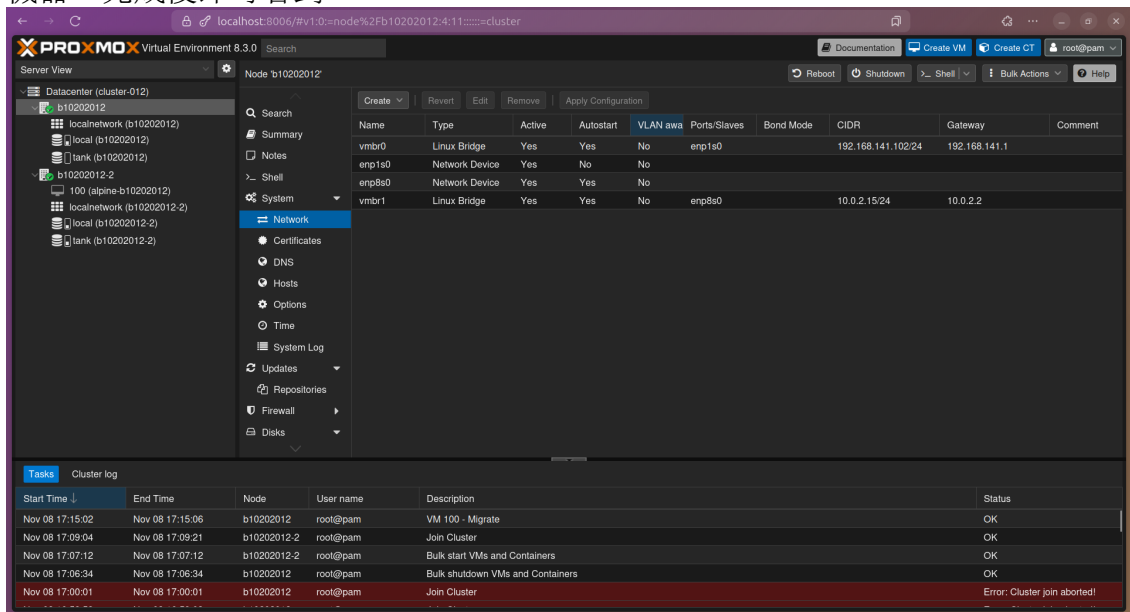 localhost:8006/#v1:0:=node%2Fb10202012:4:11::::::=cluster
PROXMOX Virtual Environment 8.3.0 Search Documentation Create VM Create CT root@pam
Server View
Node 'b10202012' Reboot Shutdown >_ Shell Bulk Actions Help
Datacenter (cluster-012)
b10202012
localnetwork (b10202012)
local (b10202012)
tank (b10202012)
b10202012-2
100 (alpine-b10202012)
localnetwork (b10202012-2)
local (b10202012-2)
tank (b10202012-2)
Search
Summary
Notes
>_ Shell
System
Network
Certificates
DNS
Hosts
Options
Time
System Log
Updates
Repositories
Firewall
Disks
Create Revert Edit Remove Apply Configuration
Name Type Active Autostart VLAN awa Ports/Slaves Bond Mode CIDR Gateway Comment
vmbr0 Linux Bridge Yes Yes No enp1s0 192.168.141.102/24 192.168.141.1
enp1s0 Network Device Yes No No
enp8s0 Network Device Yes Yes No
vmbr1 Linux Bridge Yes Yes No enp8s0 10.0.2.15/24 10.0.2.2
Tasks Cluster log
Start Time ↓ End Time Node User name Description Status
Nov 08 17:15:02 Nov 08 17:15:06 b10202012 root@pam VM 100 - Migrate OK
Nov 08 17:09:04 Nov 08 17:09:21 b10202012-2 root@pam Join Cluster OK
Nov 08 17:07:12 Nov 08 17:07:12 b10202012-2 root@pam Bulk start VMs and Containers OK
Nov 08 17:06:34 Nov 08 17:06:34 b10202012 root@pam Bulk shutdown VMs and Containers OK
Nov 08 17:00:01 Nov 08 17:00:01 b10202012 root@pam Join Cluster Error: Cluster join aborted!